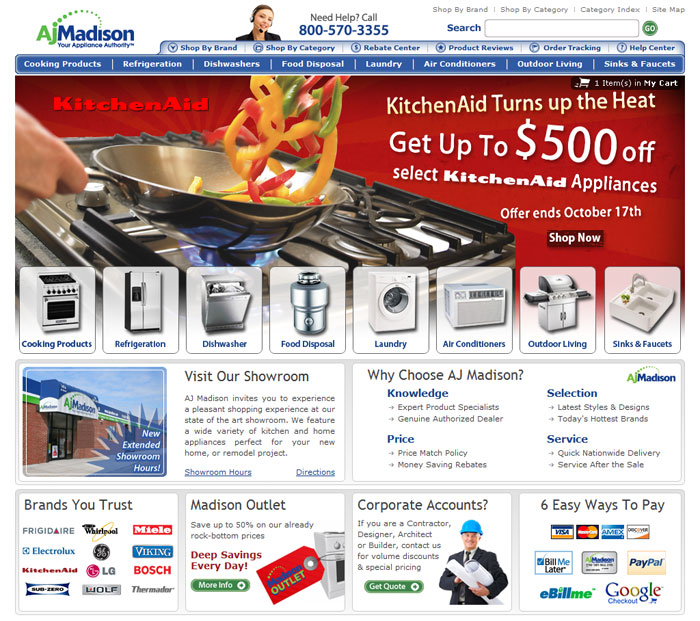 Shop By Brand | Shop By Category | Category Index | Site Map
AjMadison
Your Appliance Authority™
Need Help? Call
800-570-3355
Search
GO
Shop By Brand
Shop By Category
Rebate Center
Product Reviews
Order Tracking
Help Center
Cooking Products | Refrigeration | Dishwashers | Food Disposal | Laundry | Air Conditioners | Outdoor Living | Sinks & Faucets
1 Item(s) in My Cart
KitchenAid
KitchenAid Turns up the Heat
Get Up To $500 off
select KitchenAid Appliances
Offer ends October 17th
Shop Now
Cooking Products
Refrigeration
Dishwasher
Food Disposal
Laundry
Air Conditioners
Outdoor Living
Sinks & Faucets
AjMadison
New
Extended
Showroom
Hours!
Visit Our Showroom
AJ Madison invites you to experience
a pleasant shopping experience at our
state of the art showroom. We feature
a wide variety of kitchen and home
appliances perfect for your new
home, or remodel project.
Showroom Hours
Directions
Why Choose AJ Madison?
AjMadison
Knowledge
Expert Product Specialists
Genuine Authorized Dealer
Selection
Latest Styles & Designs
Today's Hottest Brands
Price
Price Match Policy
Money Saving Rebates
Service
Quick Nationwide Delivery
Service After the Sale
Brands You Trust
FRIGIDAIRE
Whirlpool
Miele
Electrolux
GE
VIKING
KitchenAid
LG
BOSCH
SUB-ZERO
WOLF
Thermador
Madison Outlet
Save up to 50% on our already
rock-bottom prices
Deep Savings
Every Day!
More Info
Madison
OUTLET
Corporate Accounts?
If you are a Contractor,
Designer, Architect
or Builder, contact us
for volume discounts
& special pricing
Get Quote
6 Easy Ways To Pay
VISA
MasterCard
AMEX
DISCOVER
Bill Me
Later
AjMadison
PayPal
eBillme™
Google
Checkout